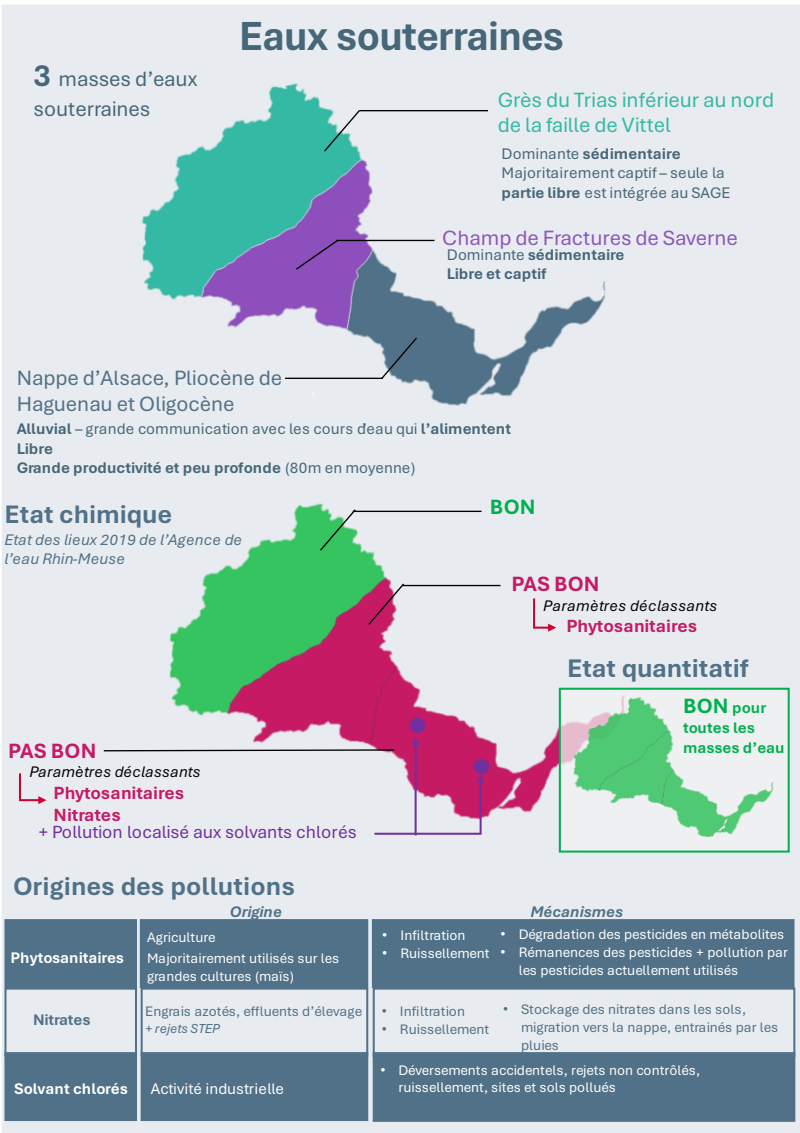 Eaux souterraines
3 masses d'eaux
souterraines
Grès du Trias inférieur au nord
de la faille de Vittel
Dominante sédimentaire
Majoritairement captif – seule la
partie libre est intégrée au SAGE
Champ de Fractures de Saverne
Dominante sédimentaire
Libre et captif
Nappe d'Alsace, Pliocène de
Haguenau et Oligocène
Alluvial – grande communication avec les cours d'eau qui l'alimentent
Libre
Grande productivité et peu profonde (80m en moyenne)
Etat chimique
Etat des lieux 2019 de l'Agence de
l'eau Rhin-Meuse
BON
PAS BON
Paramètres déclassants
Phytosanitaires
Etat quantitatif
BON pour
toutes les
masses d'eau
PAS BON
Paramètres déclassants
Phytosanitaires
Nitrates
+ Pollution localisé aux solvants chlorés
Origines des pollutions
Origine
Mécanismes
Phytosanitaires
Agriculture
Majoritairement utilisés sur les
grandes cultures (maïs)
• Infiltration
• Ruissellement
• Dégradation des pesticides en métabolites
• Rémanences des pesticides + pollution par
les pesticides actuellement utilisés
Nitrates
Engrais azotés, effluents d'élevage
+ rejets STEP
• Infiltration
• Ruissellement
• Stockage des nitrates dans les sols,
migration vers la nappe, entrainés par les
pluies
Solvant chlorés
Activité industrielle
• Déversements accidentels, rejets non contrôlés,
ruissellement, sites et sols pollués